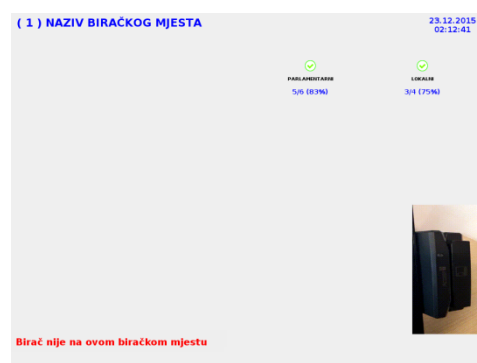 ( 1 ) NAZIV BIRAČKOG MJESTA
23.12.2015
02:12:41
PARLAMENTARNI
LOKALNI
5/6 (83%)
3/4 (75%)
Birač nije na ovom biračkom mjestu